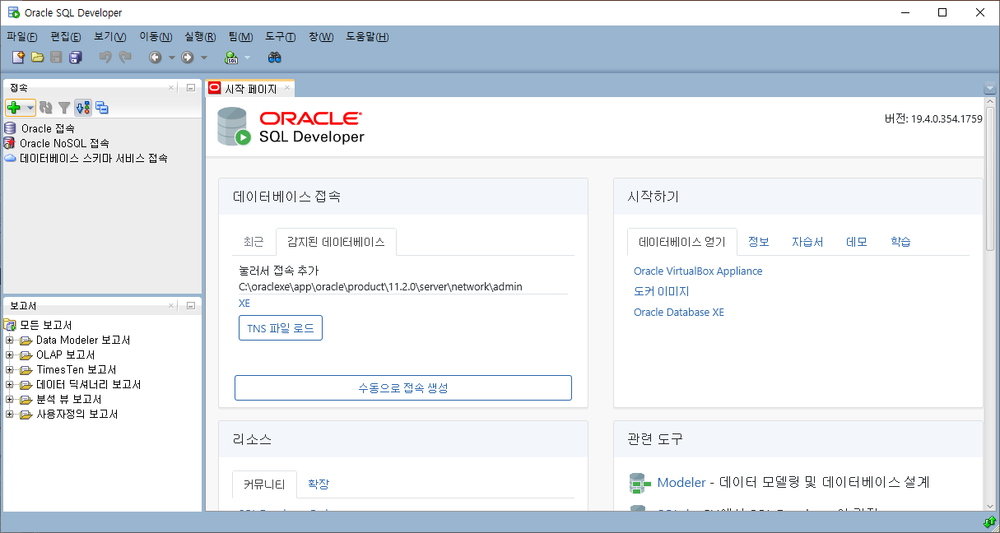 Oracle SQL Developer
파일(F) 편집(E) 보기(V) 이동(N) 실행(R) 팀(M) 도구(T) 창(W) 도움말(H)
SQL
접속
Oracle 접속
Oracle NoSQL 접속
데이터베이스 스키마 서비스 접속
보고서
모든 보고서
Data Modeler 보고서
OLAP 보고서
TimesTen 보고서
데이터 딕셔너리 보고서
분석 뷰 보고서
사용자정의 보고서
시작 페이지
ORACLE
SQL Developer
버전: 19.4.0.354.1759
데이터베이스 접속
최근 감지된 데이터베이스
눌러서 접속 추가
C:\oraclexe\app\oracle\product\11.2.0\server\network\admin
XE
TNS 파일 로드
수동으로 접속 생성
시작하기
데이터베이스 얻기 정보 자습서 데모 학습
Oracle VirtualBox Appliance
도커 이미지
Oracle Database XE
리소스
커뮤니티 확장
관련 도구
Modeler - 데이터 모델링 및 데이터베이스 설계